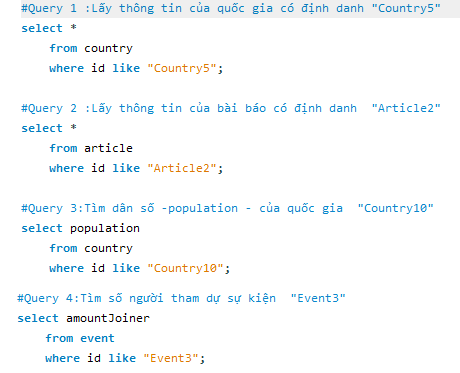 #Query 1 :Lấy thông tin của quốc gia có định danh "Country5"
select *
from country
where id like "Country5";
#Query 2 :Lấy thông tin của bài báo có định danh "Article2"
select *
from article
where id like "Article2";
#Query 3:Tìm dân số -population - của quốc gia "Country10"
select population
from country
where id like "Country10";
#Query 4:Tìm số người tham dự sự kiện "Event3"
select amountJoiner
from event
where id like "Event3";